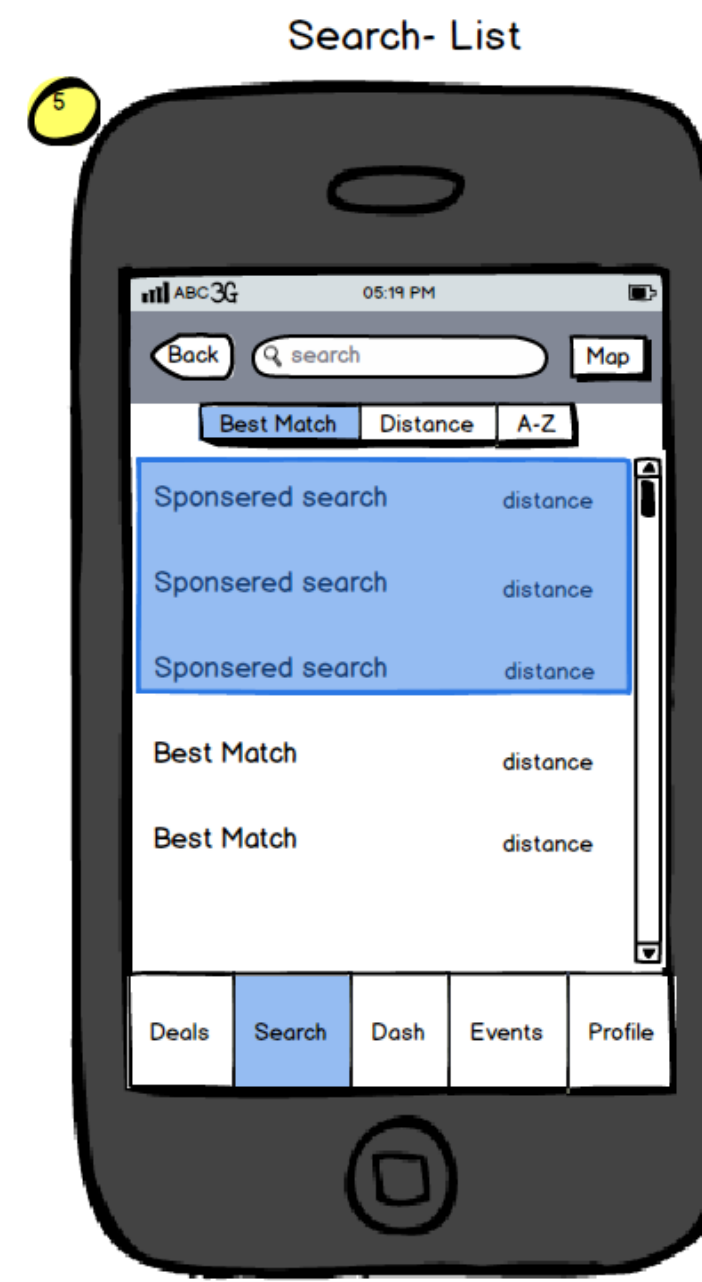 Search- List
5
ABC 3G 05:19 PM
Back search Map
Best Match Distance A-Z
Sponsered search distance
Sponsered search distance
Sponsered search distance
Best Match distance
Best Match distance
Deals Search Dash Events Profile